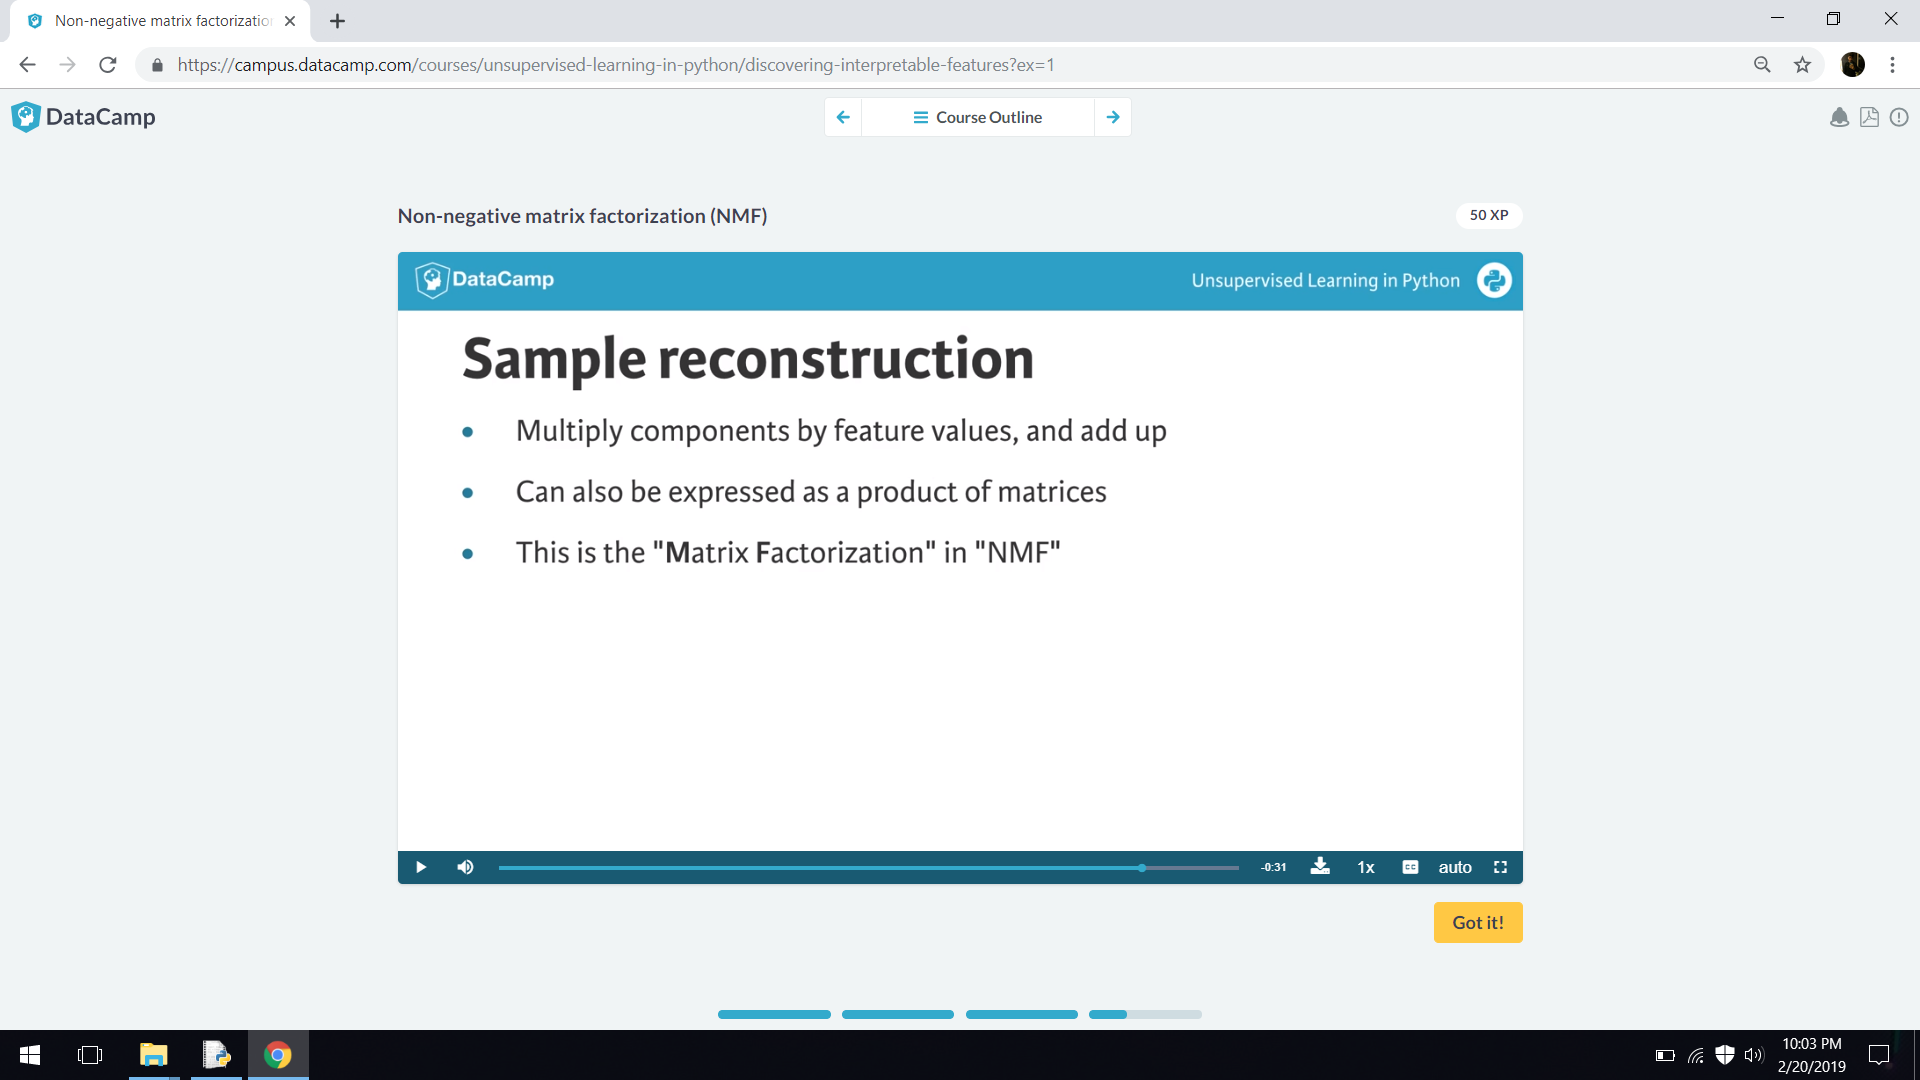 Non-negative matrix factorizatio
https://campus.datacamp.com/courses/unsupervised-learning-in-python/discovering-interpretable-features?ex=1
DataCamp
Course Outline
Non-negative matrix factorization (NMF)
50 XP
DataCamp
Unsupervised Learning in Python
Sample reconstruction
Multiply components by feature values, and add up
Can also be expressed as a product of matrices
This is the "Matrix Factorization" in "NMF"
-0:31
1x
CC
auto
Got it!
10:03 PM
2/20/2019